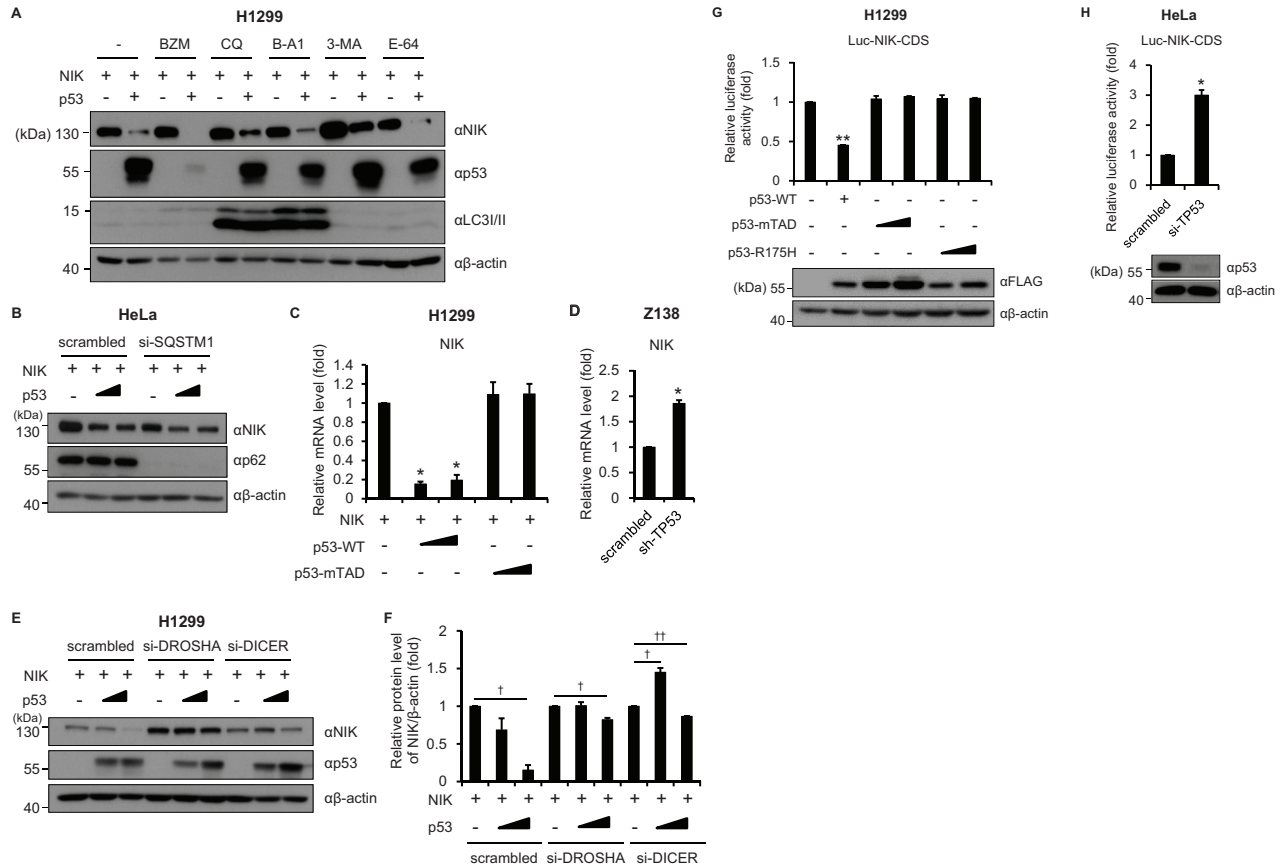 A
H1299
- BZM CQ B-A1 3-MA E-64
NIK + + + + + + + + + + + +
p53 - + - + - + - + - + - +
(kDa) 130 αNIK
55 αp53
15 αLC3I/II
40 αβ-actin
B
HeLa
scrambled si-SQSTM1
NIK + + + + + +
p53 - -
(kDa)
130 αNIK
55 αp62
40 αβ-actin
C
H1299
NIK
Relative mRNA level (fold)
1.4
1.2
1
0.8
0.6
0.4
0.2
0
* *
NIK + + + + +
p53-WT - - -
p53-mTAD - - -
D
Z138
NIK
Relative mRNA level (fold)
2.5
2
1.5
1
0.5
0
*
scrambled
sh-TP53
E
H1299
scrambled si-DROSHA si-DICER
NIK + + + + + + + + +
p53 - - -
(kDa)
130 αNIK
55 αp53
40 αβ-actin
F
Relative protein level
of NIK/β-actin (fold)
2
1.5
1
0.5
0
† † † ††
NIK + + + + + + + + +
p53 - - -
scrambled si-DROSHA si-DICER
G
H1299
Luc-NIK-CDS
Relative luciferase
activity (fold)
1.5
1
0.5
0
**
p53-WT - + - - - -
p53-mTAD - - - -
p53-R175H - - - -
(kDa) 55 αFLAG
40 αβ-actin
H
HeLa
Luc-NIK-CDS
Relative luciferase activity (fold)
4
3
2
1
0
*
scrambled
si-TP53
(kDa) 55 αp53
40 αβ-actin